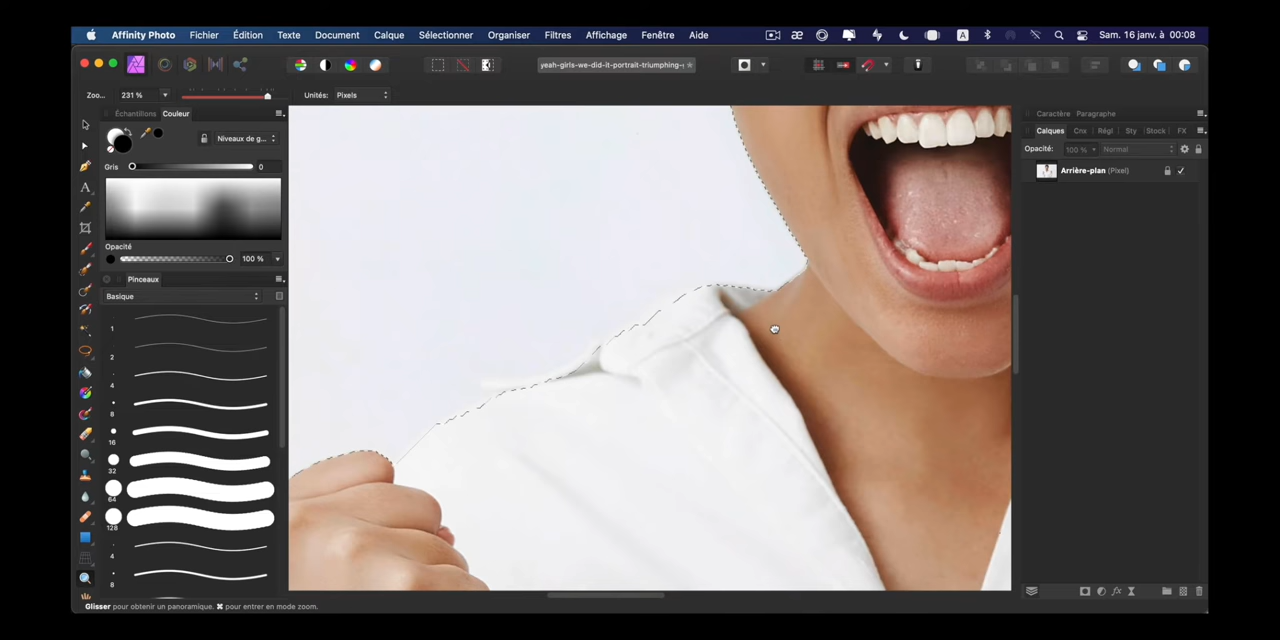 Affinity Photo Fichier Édition Texte Document Calque Sélectionner Organiser Filtres Affichage Fenêtre Aide A Sam. 16 janv. à 00:08
yeah-girls-we-did-it-portrait-triumphing-
Zoo... 231 % Unités: Pixels
Échantillons Couleur
Niveaux de g...
Gris 0
Opacité
100 %
Pinceaux
Basique
1
2
4
8
16
32
64
128
4
8
Caractère Paragraphe
Calques Cnx Régl Sty Stock FX
Opacité: 100 % Normal
Arrière-plan (Pixel)
fx
Glisser pour obtenir un panoramique. ⌘ pour entrer en mode zoom.